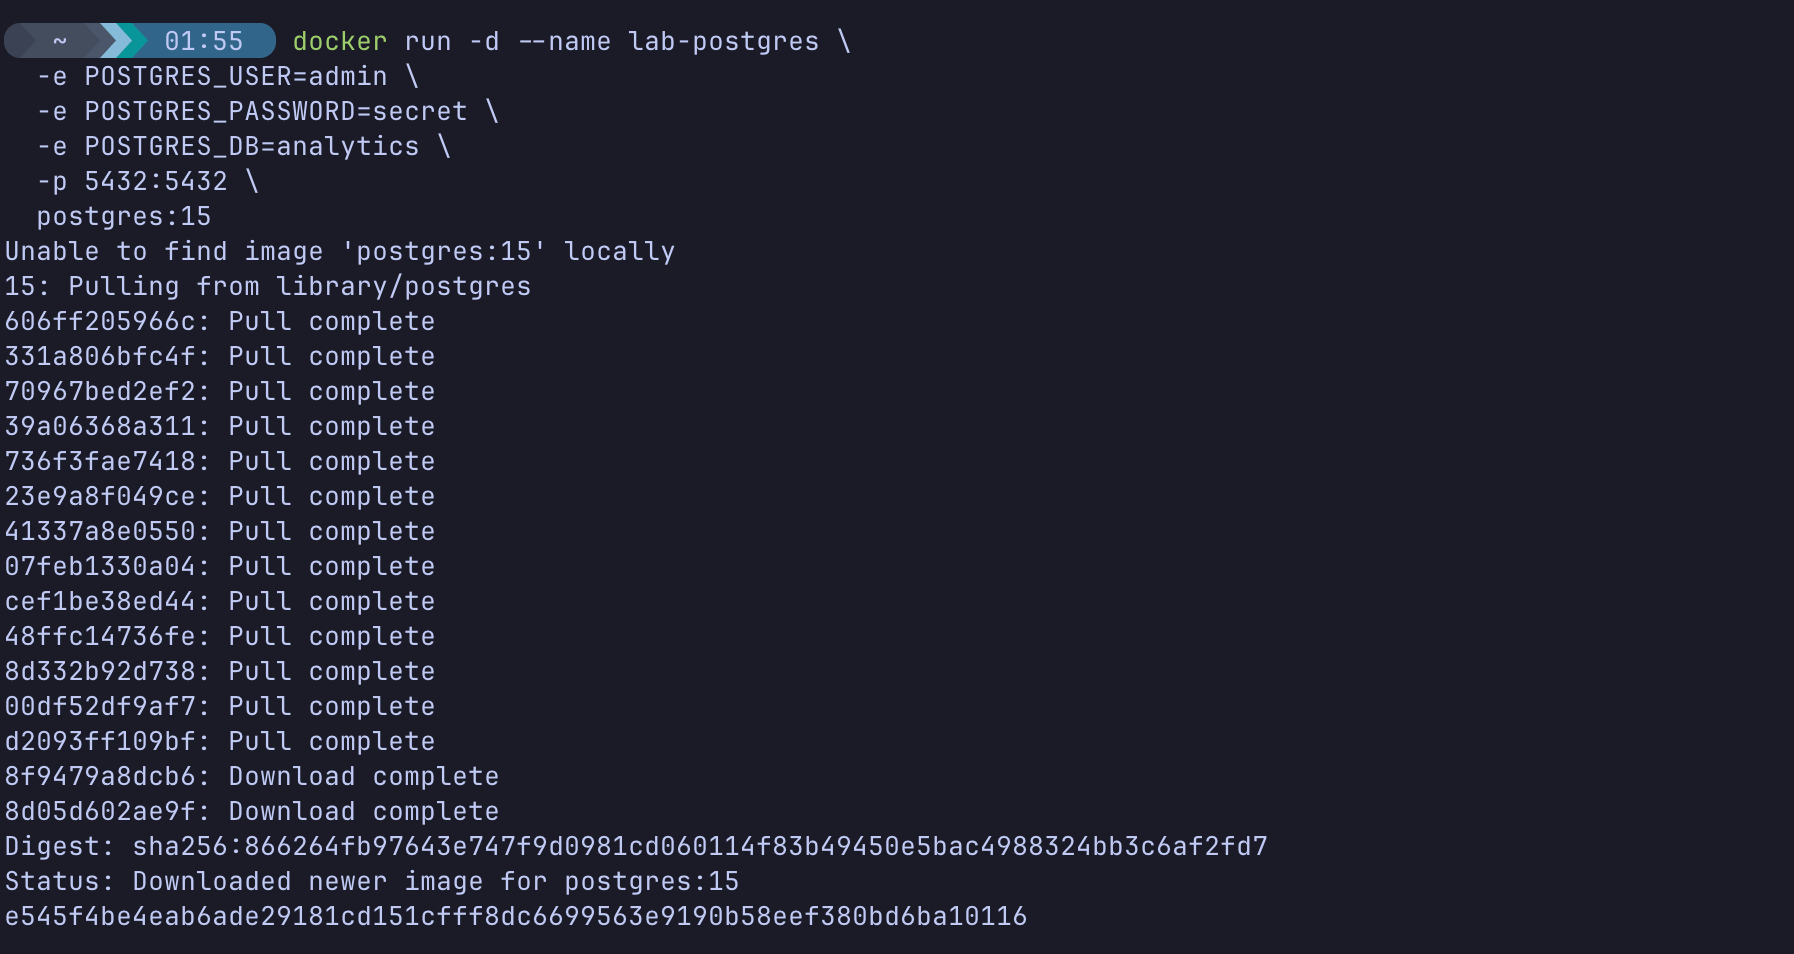 ~ 01:55 docker run -d --name lab-postgres \
  -e POSTGRES_USER=admin \
  -e POSTGRES_PASSWORD=secret \
  -e POSTGRES_DB=analytics \
  -p 5432:5432 \
  postgres:15
Unable to find image 'postgres:15' locally
15: Pulling from library/postgres
606ff205966c: Pull complete
331a806bfc4f: Pull complete
70967bed2ef2: Pull complete
39a06368a311: Pull complete
736f3fae7418: Pull complete
23e9a8f049ce: Pull complete
41337a8e0550: Pull complete
07feb1330a04: Pull complete
cef1be38ed44: Pull complete
48ffc14736fe: Pull complete
8d332b92d738: Pull complete
00df52df9af7: Pull complete
d2093ff109bf: Pull complete
8f9479a8dcb6: Download complete
8d05d602ae9f: Download complete
Digest: sha256:866264fb97643e747f9d0981cd060114f83b49450e5bac4988324bb3c6af2fd7
Status: Downloaded newer image for postgres:15
e545f4be4eab6ade29181cd151cfff8dc6699563e9190b58eef380bd6ba10116